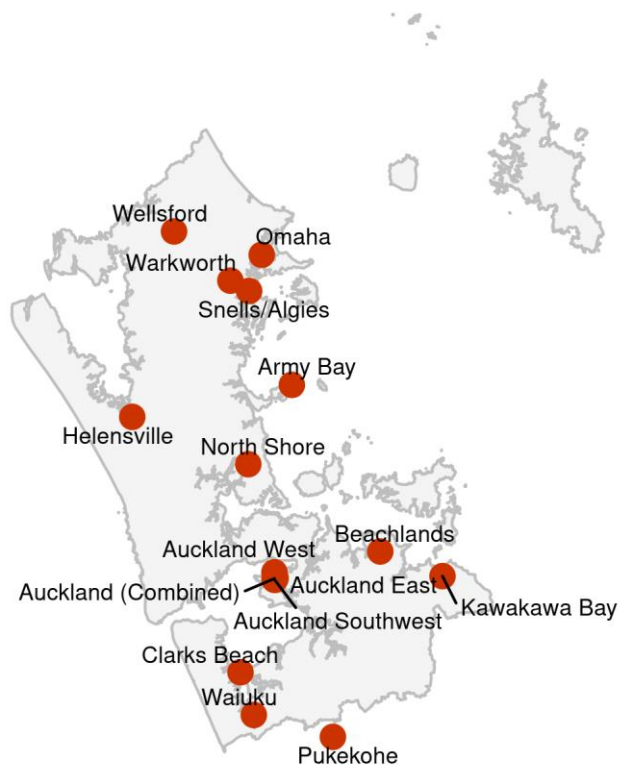 Wellsford
Omaha
Warkworth
Snells/Algies
Army Bay
Helensville
North Shore
Beachlands
Auckland West
Auckland (Combined)
Auckland East
Kawakawa Bay
Auckland Southwest
Clarks Beach
Waiuku
Pukekohe